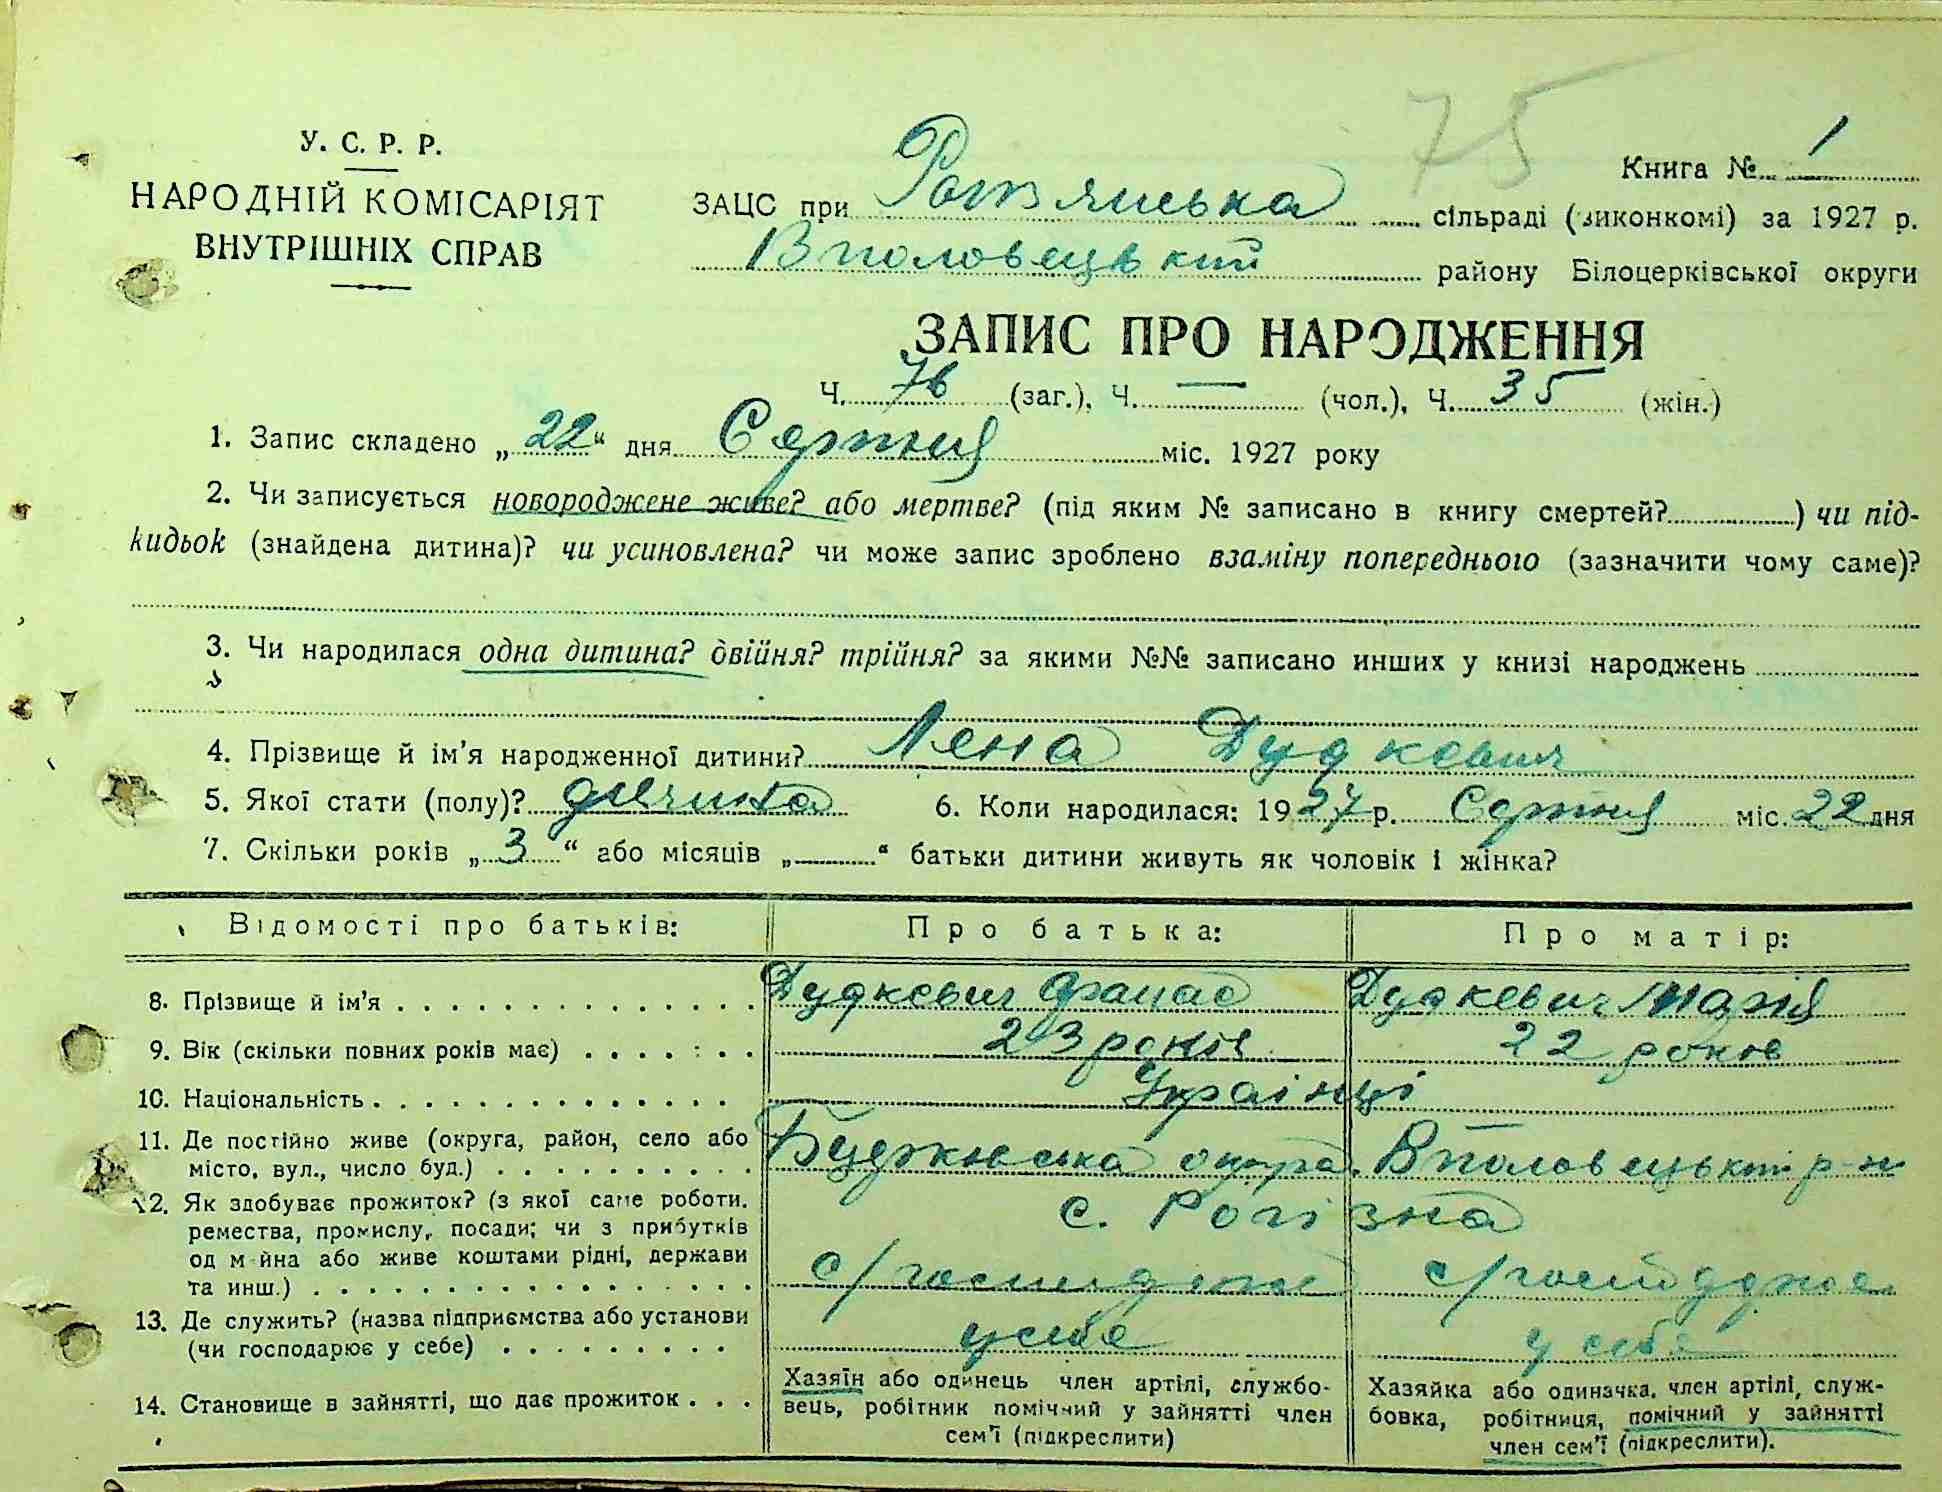 75
У. С. Р. Р.
НАРОДНІЙ КОМІСАРІЯТ
ВНУТРІШНІХ СПРАВ
Книга № 1
ЗАЦС при сільраді (виконкомі) за 1927 р.
Вполовецький району Білоцерківської округи
ЗАПИС ПРО НАРОДЖЕННЯ
Ч. 76 (заг.), Ч. — (чол.), Ч. 35 (жін.)
1. Запис складено „22“ дня Серпня міс. 1927 року
2. Чи записується новороджене живе? або мертве? (під яким № записано в книгу смертей?) чи під-
кидьок (знайдена дитина)? чи усиновлена? чи може запис зроблено взаміну попереднього (зазначити чому саме)?
3. Чи народилася одна дитина? двійня? трійня? за якими №№ записано инших у книзі народжень
4. Прізвище й ім’я народженної дитини? Лена Дудкевич
5. Якої стати (полу)? дівчинка 6. Коли народилася: 1927 р. Серпня міс. 22 дня
7. Скільки років „3“ або місяців „—“ батьки дитини живуть як чоловік і жінка?
Відомості про батьків: Про батька: Про матір:
8. Прізвище й ім’я Дудкевич Фанас Дудкевич Марія
9. Вік (скільки повних років має) 23 років 22 років
10. Національність Українці
11. Де постійно живе (округа, район, село або
місто, вул., число буд.) округа Вполовецький р-н
с. Рогізна
12. Як здобуває прожиток? (з якої саме роботи,
ремества, промислу, посади; чи з прибутків
од майна або живе коштами рідні, держави
та инш.) с/господарює с/господарює
13. Де служить? (назва підприємства або установи
(чи господарює у себе) у себе у себе
14. Становище в зайнятті, що дає прожиток
Хазяїн або одинець член артілі, службо-
вець, робітник помічний у зайнятті член
сем’ї (підкреслити)
Хазяйка або одиначка, член артілі, служ-
бовка, робітниця, помічний у зайнятті
член сем’ї (підкреслити).